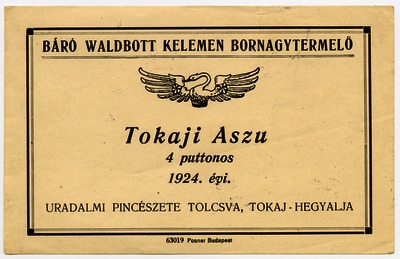 BÁRÓ WALDBOTT KELEMEN BORNAGYTERMELŐ
Tokaji Aszu
4 puttonos
1924. évi.
URADALMI PINCÉSZETE TOLCSVA, TOKAJ-HEGYALJA
63019 Posner Budapest